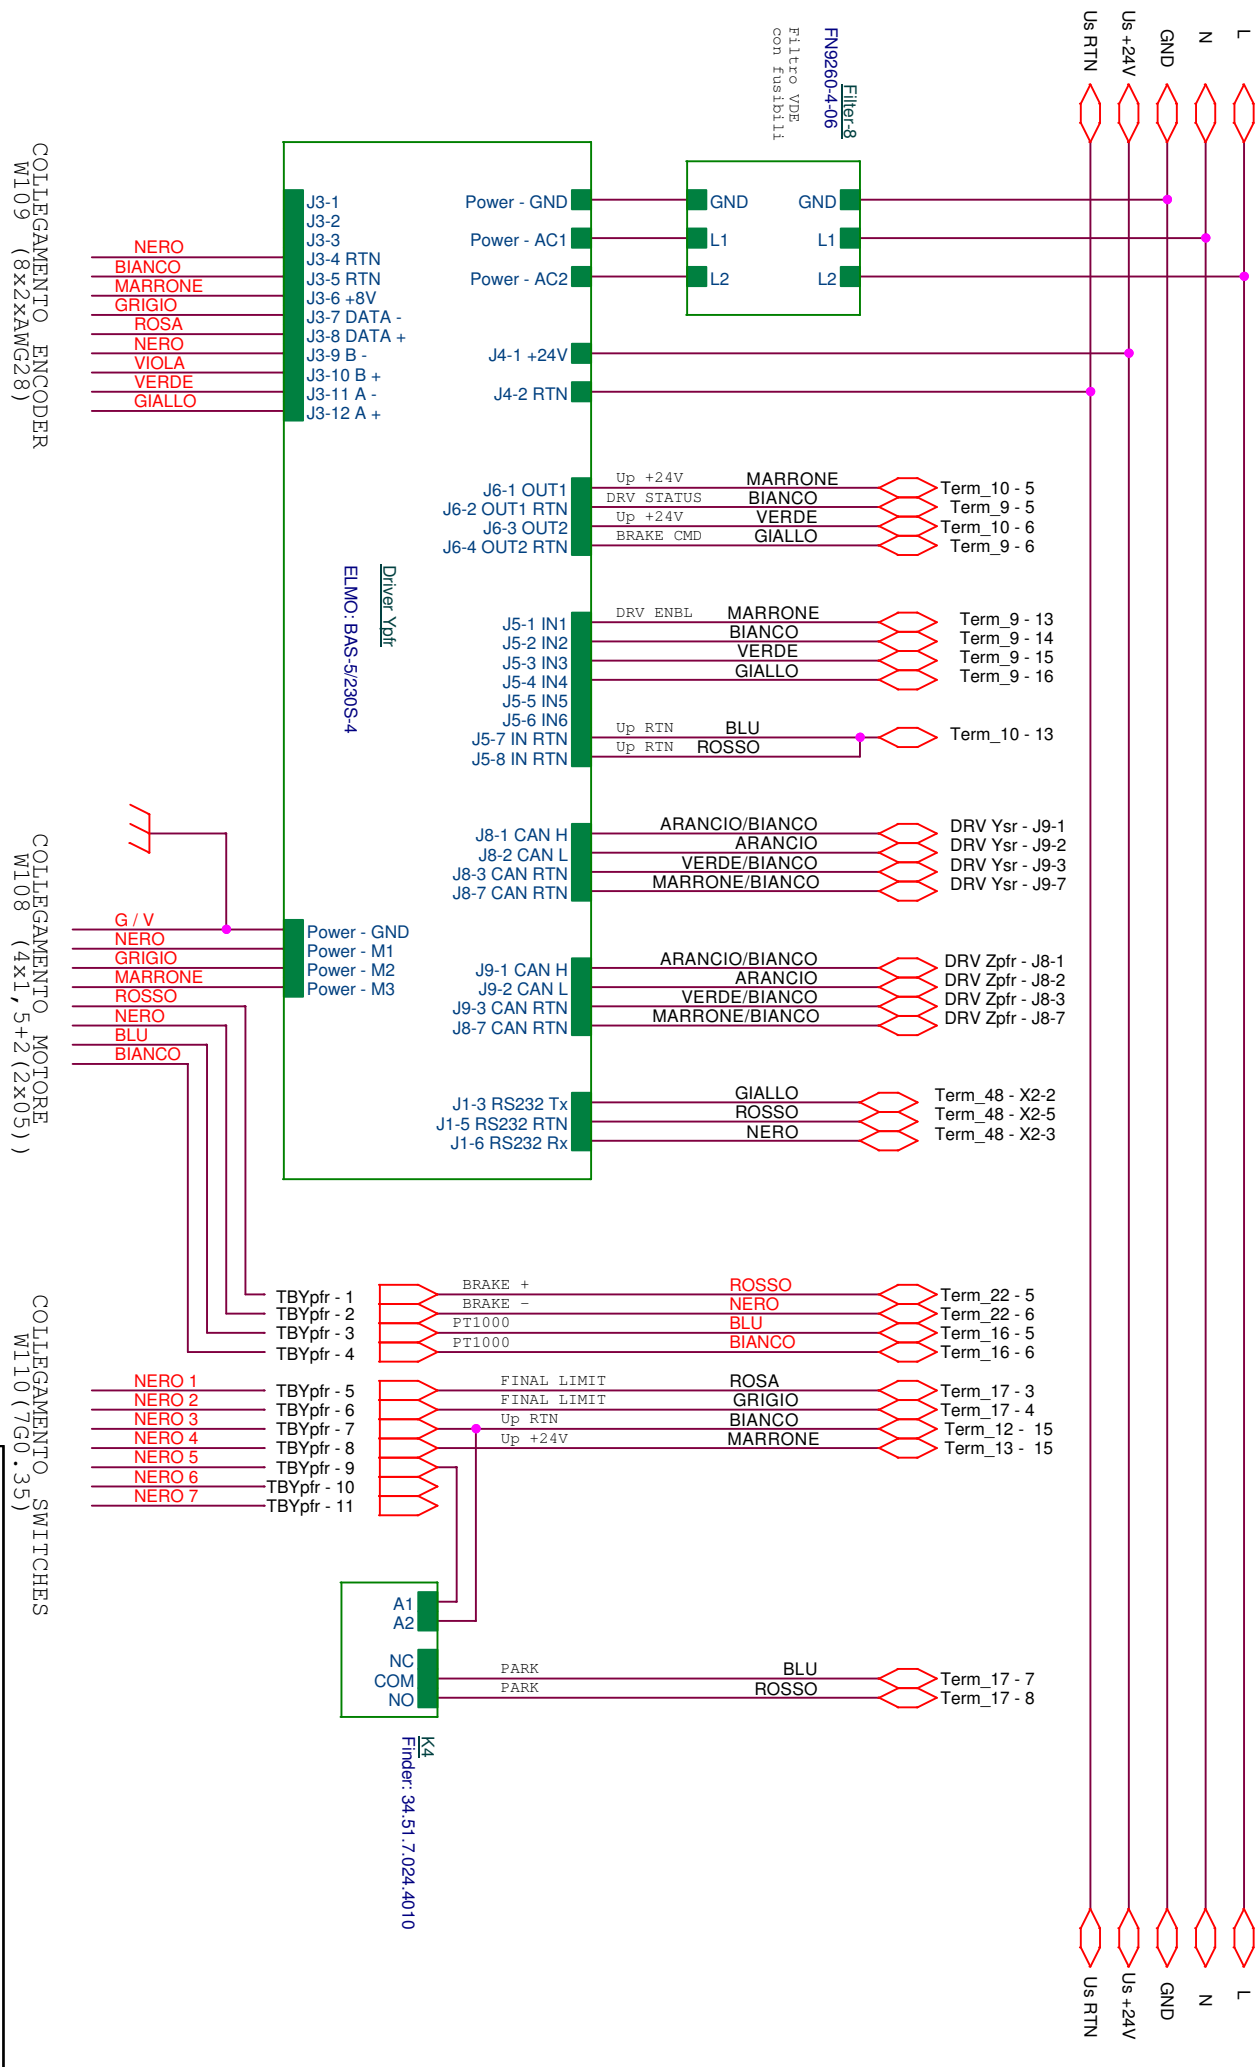 Us RTN
Us +24V
GND
N
L
Filter-8
FN9260-4-06
Filtro VDE
con fusibili
GND
L1
L2
GND
L1
L2
Power - GND
Power - AC1
Power - AC2
J4-1 +24V
J4-2 RTN
J3-1
J3-2
J3-3
J3-4 RTN
J3-5 RTN
J3-6 +8V
J3-7 DATA -
J3-8 DATA +
J3-9 B -
J3-10 B +
J3-11 A -
J3-12 A +
NERO
BIANCO
MARRONE
GRIGIO
ROSA
NERO
VIOLA
VERDE
GIALLO
COLLEGAMENTO ENCODER
W109 (8x2xAWG28)
J6-1 OUT1 Up +24V MARRONE Term_10 - 5
J6-2 OUT1 RTN DRV STATUS BIANCO Term_9 - 5
J6-3 OUT2 Up +24V VERDE Term_10 - 6
J6-4 OUT2 RTN BRAKE CMD GIALLO Term_9 - 6
Driver Ypfr
ELMO: BAS-5/230S-4
J5-1 IN1 DRV ENBL MARRONE Term_9 - 13
J5-2 IN2 BIANCO Term_9 - 14
J5-3 IN3 VERDE Term_9 - 15
J5-4 IN4 GIALLO Term_9 - 16
J5-5 IN5
J5-6 IN6
J5-7 IN RTN Up RTN BLU Term_10 - 13
J5-8 IN RTN Up RTN ROSSO
J8-1 CAN H ARANCIO/BIANCO DRV Ysr - J9-1
J8-2 CAN L ARANCIO DRV Ysr - J9-2
J8-3 CAN RTN VERDE/BIANCO DRV Ysr - J9-3
J8-7 CAN RTN MARRONE/BIANCO DRV Ysr - J9-7
J9-1 CAN H ARANCIO/BIANCO DRV Zpfr - J8-1
J9-2 CAN L ARANCIO DRV Zpfr - J8-2
J9-3 CAN RTN VERDE/BIANCO DRV Zpfr - J8-3
J8-7 CAN RTN MARRONE/BIANCO DRV Zpfr - J8-7
J1-3 RS232 Tx GIALLO Term_48 - X2-2
J1-5 RS232 RTN ROSSO Term_48 - X2-5
J1-6 RS232 Rx NERO Term_48 - X2-3
G / V Power - GND
NERO Power - M1
GRIGIO Power - M2
MARRONE Power - M3
ROSSO
NERO
BLU
BIANCO
COLLEGAMENTO MOTORE
W108 (4x1,5+2(2x05))
TBYpfr - 1 BRAKE + ROSSO Term_22 - 5
TBYpfr - 2 BRAKE - NERO Term_22 - 6
TBYpfr - 3 PT1000 BLU Term_16 - 5
TBYpfr - 4 PT1000 BIANCO Term_16 - 6
NERO 1 TBYpfr - 5 FINAL LIMIT ROSA Term_17 - 3
NERO 2 TBYpfr - 6 FINAL LIMIT GRIGIO Term_17 - 4
NERO 3 TBYpfr - 7 Up RTN BIANCO Term_12 - 15
NERO 4 TBYpfr - 8 Up +24V MARRONE Term_13 - 15
NERO 5 TBYpfr - 9
NERO 6 TBYpfr - 10
NERO 7 TBYpfr - 11
COLLEGAMENTO SWITCHES
W110(7G0.35)
A1
A2
NC
COM PARK BLU Term_17 - 7
NO PARK ROSSO Term_17 - 8
K4
Finder: 34.51.7.024.4010
Us RTN
Us +24V
GND
N
L